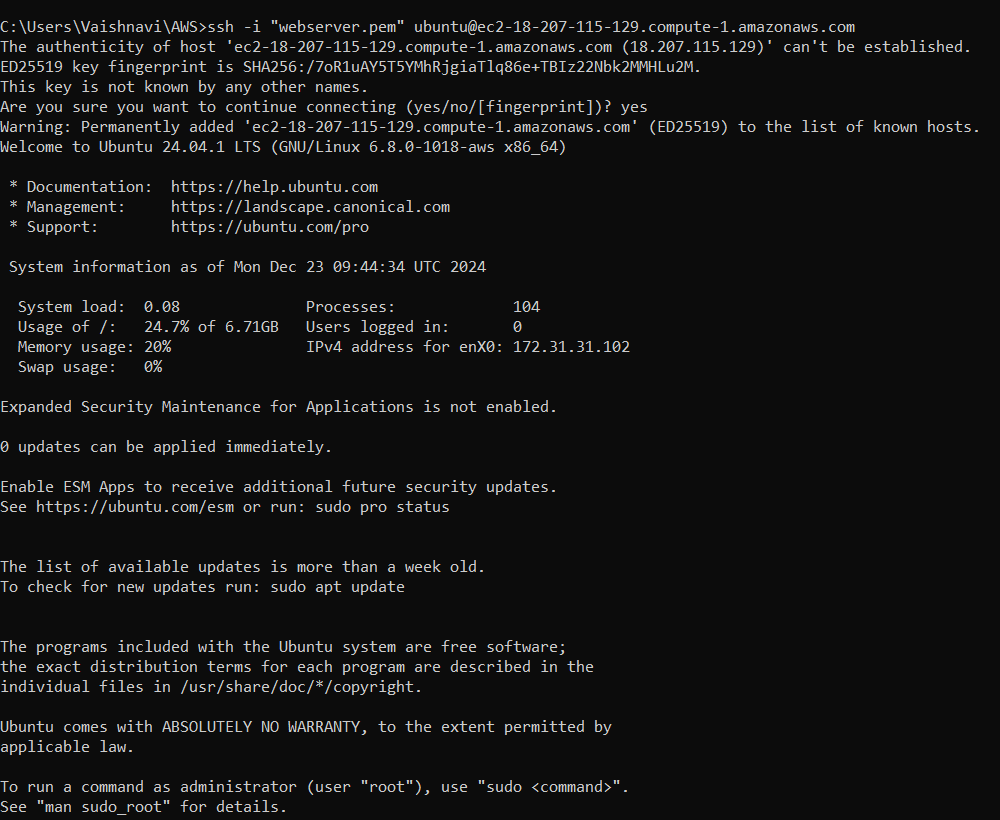 C:\Users\Vaishnavi\AWS>ssh -i "webserver.pem" ubuntu@ec2-18-207-115-129.compute-1.amazonaws.com
The authenticity of host 'ec2-18-207-115-129.compute-1.amazonaws.com (18.207.115.129)' can't be established.
ED25519 key fingerprint is SHA256:/7oR1uAY5T5YMhRjgiaTlq86e+TBIz22Nbk2MMHLu2M.
This key is not known by any other names.
Are you sure you want to continue connecting (yes/no/[fingerprint])? yes
Warning: Permanently added 'ec2-18-207-115-129.compute-1.amazonaws.com' (ED25519) to the list of known hosts.
Welcome to Ubuntu 24.04.1 LTS (GNU/Linux 6.8.0-1018-aws x86_64)
* Documentation:  https://help.ubuntu.com
* Management:     https://landscape.canonical.com
* Support:        https://ubuntu.com/pro
System information as of Mon Dec 23 09:44:34 UTC 2024
System load:  0.08              Processes:             104
Usage of /:   24.7% of 6.71GB   Users logged in:       0
Memory usage: 20%               IPv4 address for enX0: 172.31.31.102
Swap usage:   0%
Expanded Security Maintenance for Applications is not enabled.
0 updates can be applied immediately.
Enable ESM Apps to receive additional future security updates.
See https://ubuntu.com/esm or run: sudo pro status
The list of available updates is more than a week old.
To check for new updates run: sudo apt update
The programs included with the Ubuntu system are free software;
the exact distribution terms for each program are described in the
individual files in /usr/share/doc/*/copyright.
Ubuntu comes with ABSOLUTELY NO WARRANTY, to the extent permitted by
applicable law.
To run a command as administrator (user "root"), use "sudo <command>".
See "man sudo_root" for details.